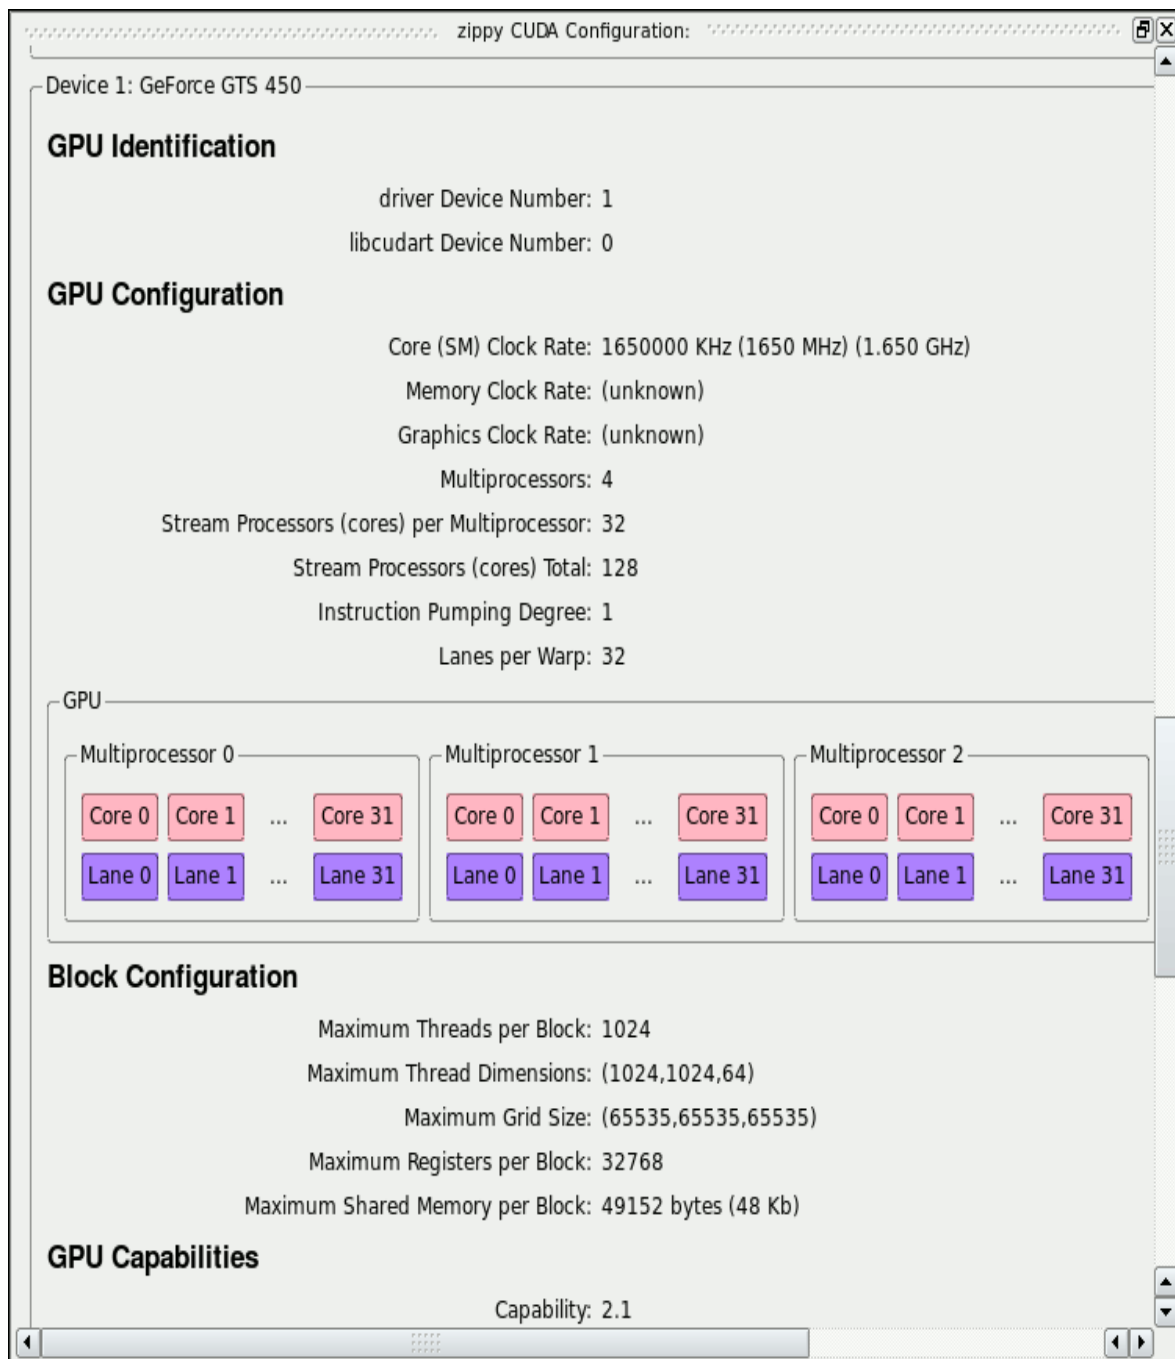 zippy CUDA Configuration:
Device 1: GeForce GTS 450
GPU Identification
driver Device Number: 1
libcudart Device Number: 0
GPU Configuration
Core (SM) Clock Rate: 1650000 KHz (1650 MHz) (1.650 GHz)
Memory Clock Rate: (unknown)
Graphics Clock Rate: (unknown)
Multiprocessors: 4
Stream Processors (cores) per Multiprocessor: 32
Stream Processors (cores) Total: 128
Instruction Pumping Degree: 1
Lanes per Warp: 32
GPU
Multiprocessor 0 Multiprocessor 1 Multiprocessor 2
Core 0 Core 1 ... Core 31 Core 0 Core 1 ... Core 31 Core 0 Core 1 ... Core 31
Lane 0 Lane 1 ... Lane 31 Lane 0 Lane 1 ... Lane 31 Lane 0 Lane 1 ... Lane 31
Block Configuration
Maximum Threads per Block: 1024
Maximum Thread Dimensions: (1024,1024,64)
Maximum Grid Size: (65535,65535,65535)
Maximum Registers per Block: 32768
Maximum Shared Memory per Block: 49152 bytes (48 Kb)
GPU Capabilities
Capability: 2.1